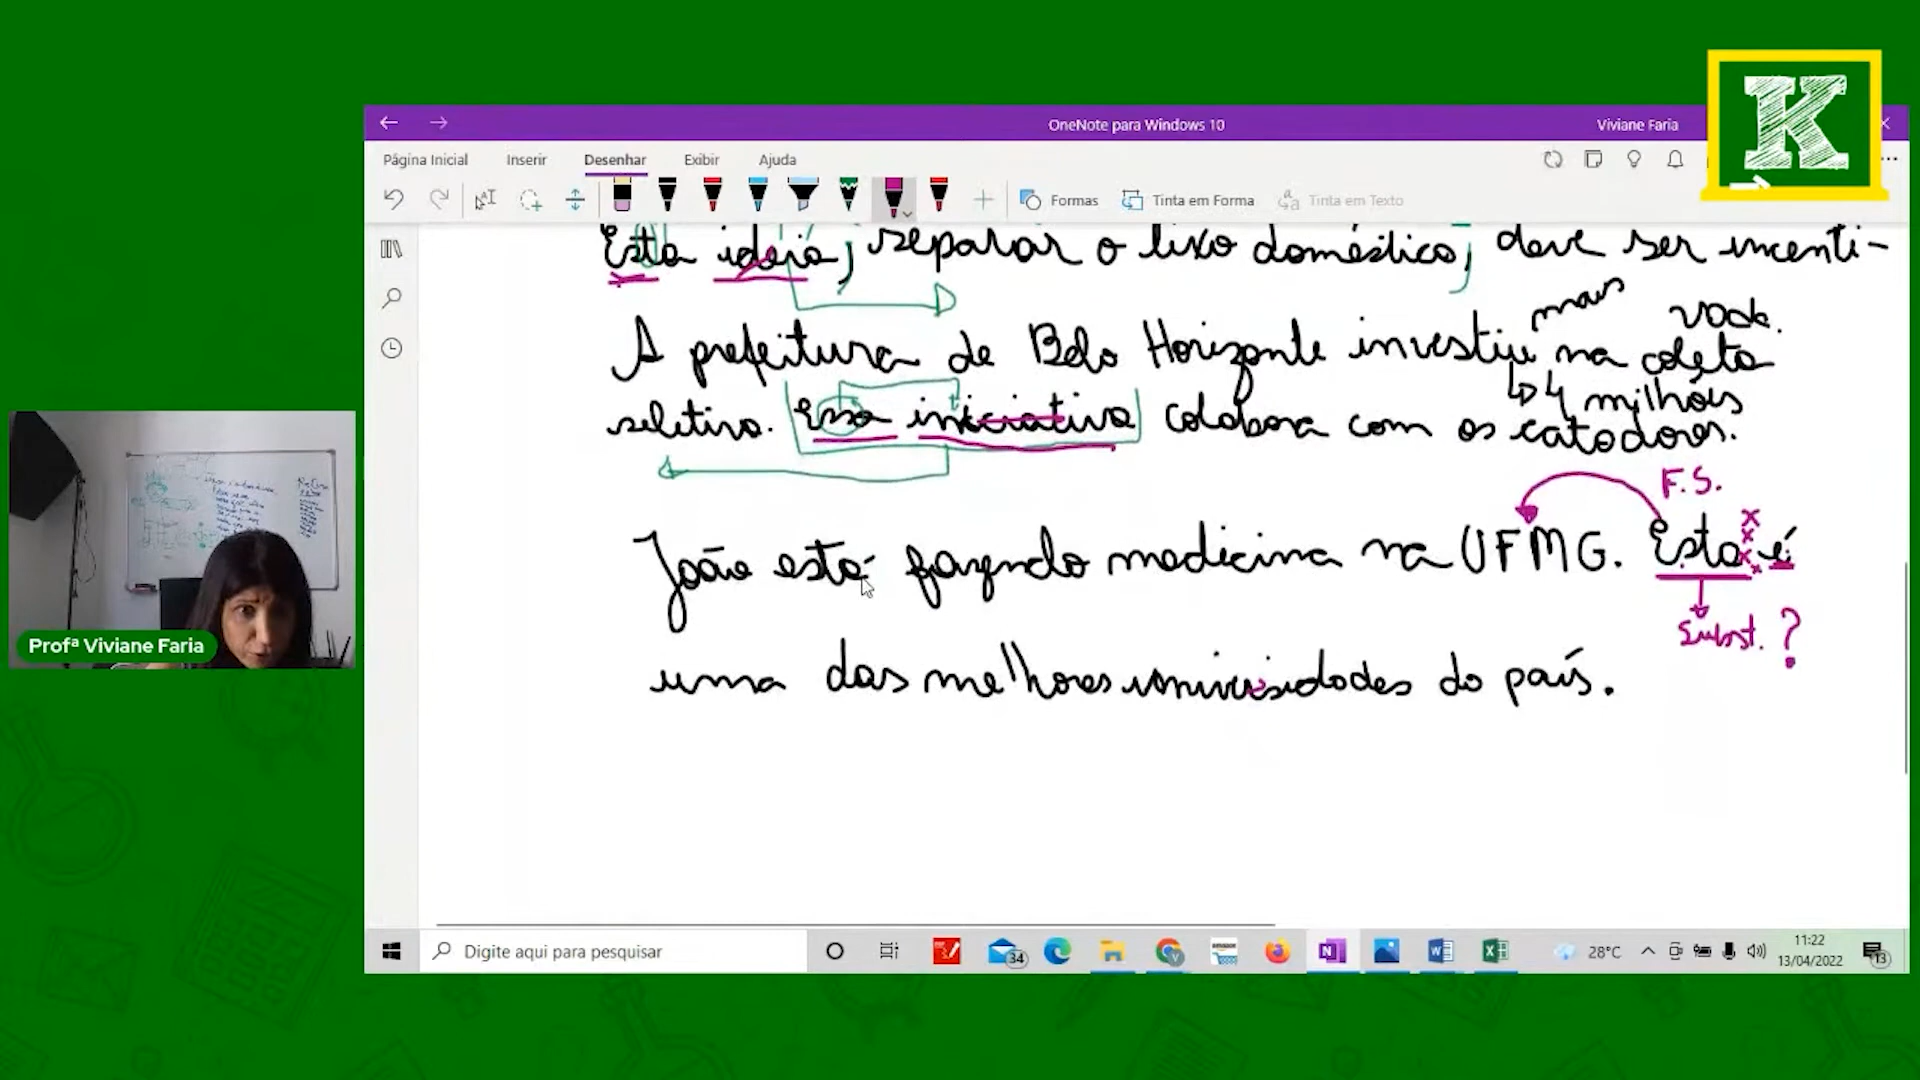 K
OneNote para Windows 10
Viviane Faria
Página Inicial Inserir Desenhar Exibir Ajuda
Formas Tinta em Forma Tinta em Texto
Esta ideia, separar o lixo doméstico, deve ser incenti-
mais você.
A prefeitura de Belo Horizonte investiu na coleta
↳ 4 milhões
seletiva. Essa iniciativa colabora com os catadores.
F.S.
João está fazendo medicina na UFMG. Esta é
Subst. ?
uma das melhores universidades do país.
Profª Viviane Faria
Digite aqui para pesquisar
34
28°C
11:22
13/04/2022
13